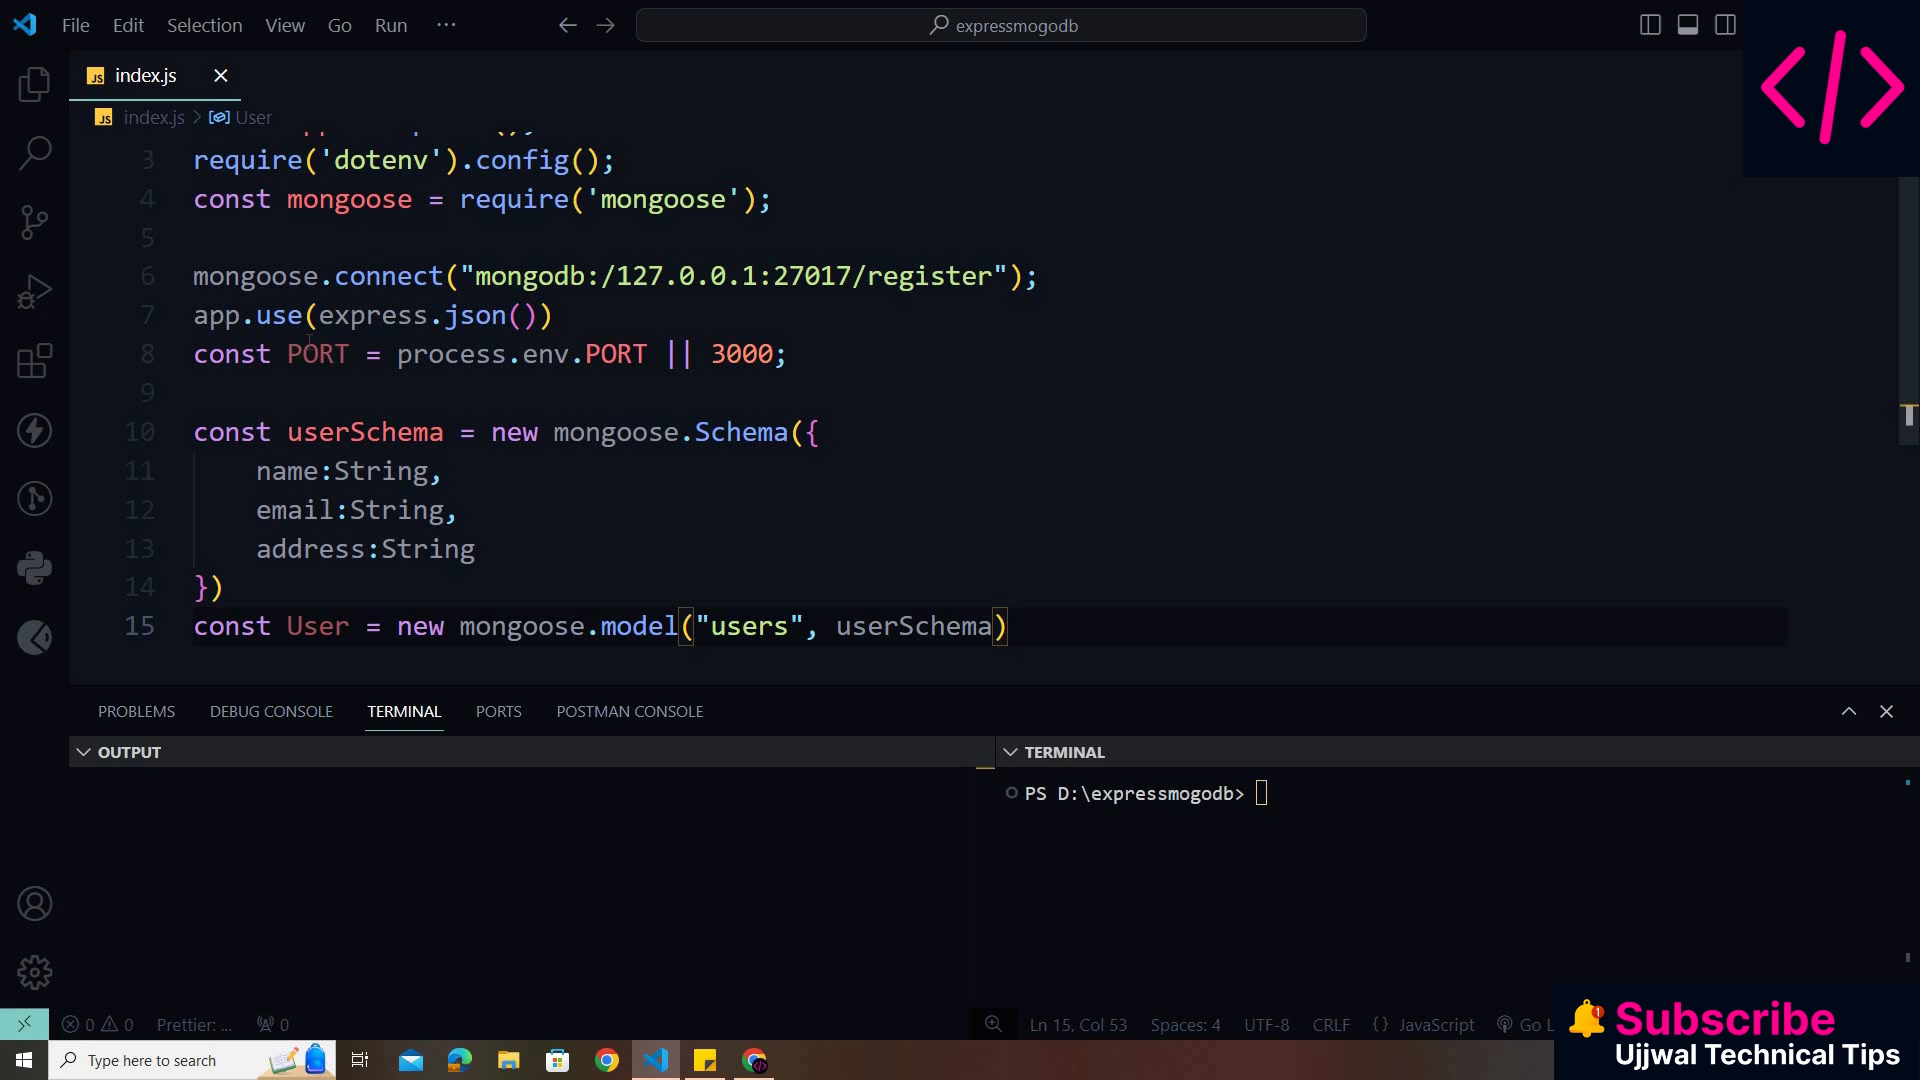 File Edit Selection View Go Run ···
expressmogodb
JS index.js
JS index.js > User
3 require('dotenv').config();
4 const mongoose = require('mongoose');
5
6 mongoose.connect("mongodb:/127.0.0.1:27017/register");
7 app.use(express.json())
8 const PORT = process.env.PORT || 3000;
9
10 const userSchema = new mongoose.Schema({
11 name:String,
12 email:String,
13 address:String
14 })
15 const User = new mongoose.model("users", userSchema)
PROBLEMS DEBUG CONSOLE TERMINAL PORTS POSTMAN CONSOLE
OUTPUT
TERMINAL
PS D:\expressmogodb>
0 0 Prettier: ... 0
Ln 15, Col 53 Spaces: 4 UTF-8 CRLF {} JavaScript Go L
Type here to search
Subscribe
Ujjwal Technical Tips